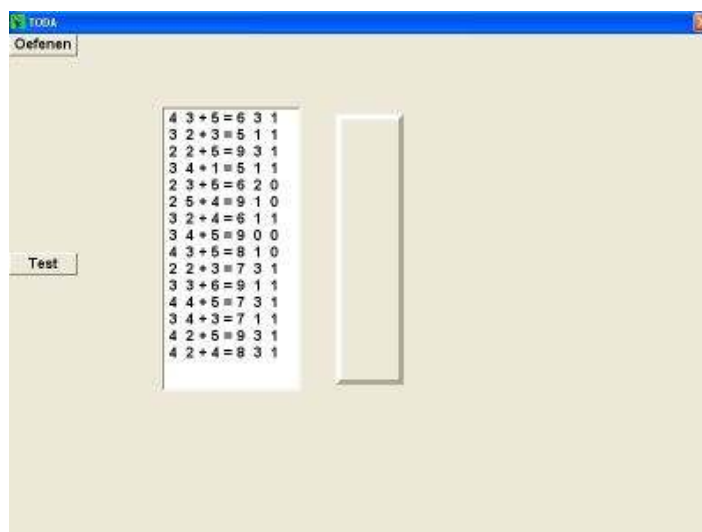 TODA
Oefenen
4 3 + 5 = 6 3 1
3 2 + 3 = 5 1 1
2 2 + 5 = 9 3 1
3 4 + 1 = 5 1 1
2 3 + 5 = 6 2 0
2 5 + 4 = 9 1 0
3 2 + 4 = 6 1 1
3 4 + 5 = 9 0 0
4 3 + 5 = 8 1 0
2 2 + 3 = 7 3 1
3 3 + 6 = 9 1 1
4 4 + 5 = 7 3 1
3 4 + 3 = 7 1 1
4 2 + 5 = 9 3 1
4 2 + 4 = 8 3 1
Test